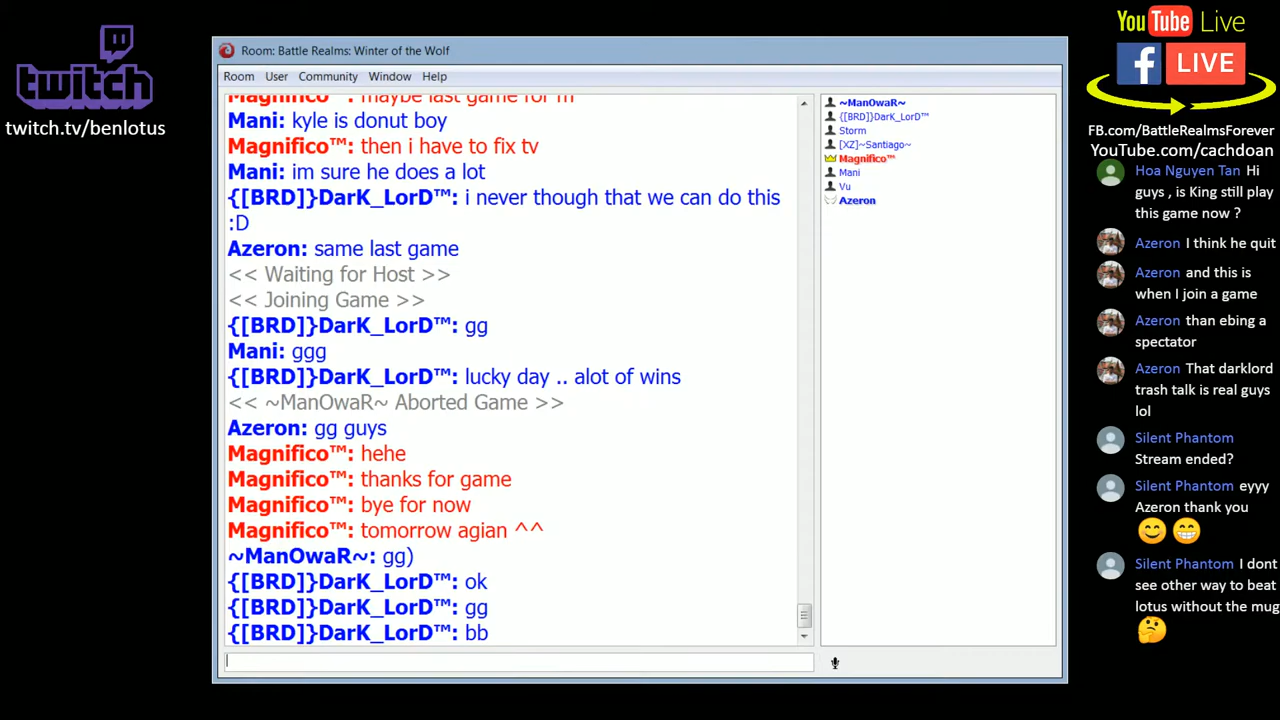 twitch
twitch.tv/benlotus
Room: Battle Realms: Winter of the Wolf
Room User Community Window Help
Magnifico™: maybe last game for m
Mani: kyle is donut boy
Magnifico™: then i have to fix tv
Mani: im sure he does a lot
{[BRD]}DarK_LorD™: i never though that we can do this
:D
Azeron: same last game
<< Waiting for Host >>
<< Joining Game >>
{[BRD]}DarK_LorD™: gg
Mani: ggg
{[BRD]}DarK_LorD™: lucky day .. alot of wins
<< ~ManOwaR~ Aborted Game >>
Azeron: gg guys
Magnifico™: hehe
Magnifico™: thanks for game
Magnifico™: bye for now
Magnifico™: tomorrow agian ^^
~ManOwaR~: gg)
{[BRD]}DarK_LorD™: ok
{[BRD]}DarK_LorD™: gg
{[BRD]}DarK_LorD™: bb
~ManOwaR~
{[BRD]}DarK_LorD™
Storm
[XZ]~Santiago~
Magnifico™
Mani
Vu
Azeron
YouTube Live
f LIVE
FB.com/BattleRealmsForever
YouTube.com/cachdoan
Hoa Nguyen Tan Hi
guys , is King still play
this game now ?
Azeron I think he quit
Azeron and this is
when I join a game
Azeron than ebing a
spectator
Azeron That darklord
trash talk is real guys
lol
Silent Phantom
Stream ended?
Silent Phantom eyyy
Azeron thank you
😊 😁
Silent Phantom I dont
see other way to beat
lotus without the mug
🤔